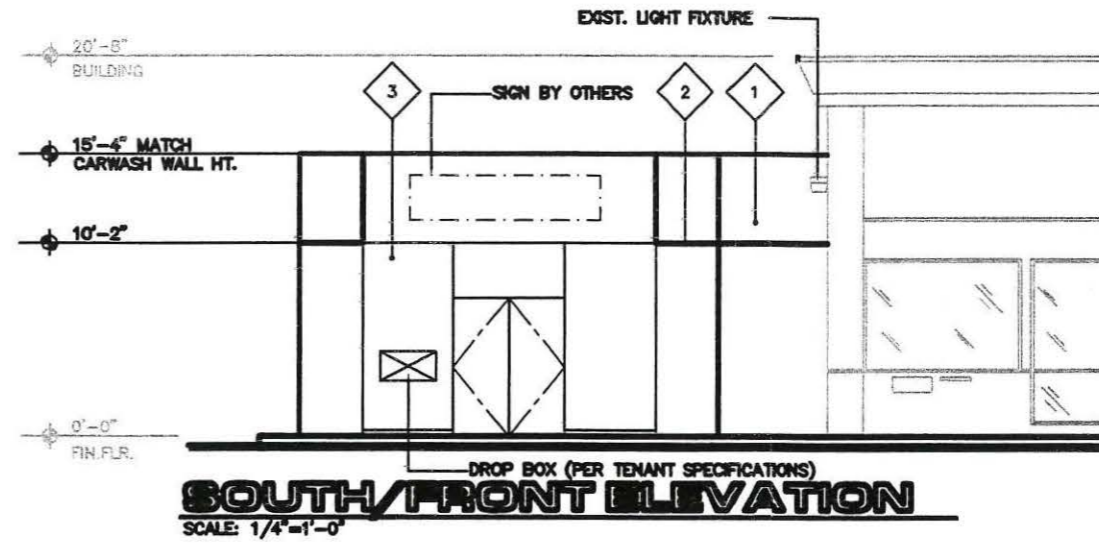 EXIST. LIGHT FIXTURE
20'-8"
BUILDING
3
SIGN BY OTHERS
2
1
15'-4" MATCH
CARWASH WALL HT.
10'-2"
0'-0"
FIN.FLR.
DROP BOX (PER TENANT SPECIFICATIONS)
SOUTH/FRONT ELEVATION
SCALE: 1/4"=1'-0"